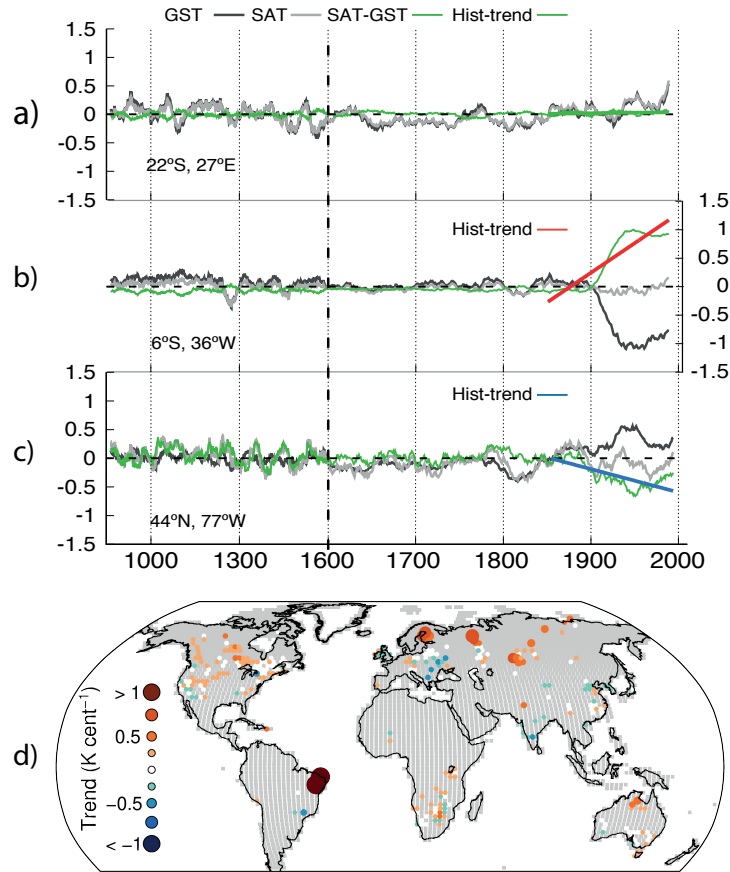 GST SAT SAT-GST Hist-trend
1.5
1
0.5
0
-0.5
-1
-1.5
a)
22ºS, 27ºE
1.5
1
0.5
0
-0.5
-1
-1.5
Hist-trend
b)
6ºS, 36ºW
1.5
1
0.5
0
-0.5
-1
-1.5
Hist-trend
c)
44ºN, 77ºW
1000 1300 1600 1700 1800 1900 2000
d)
Trend (K cent⁻¹)
> 1
0.5
−0.5
< −1